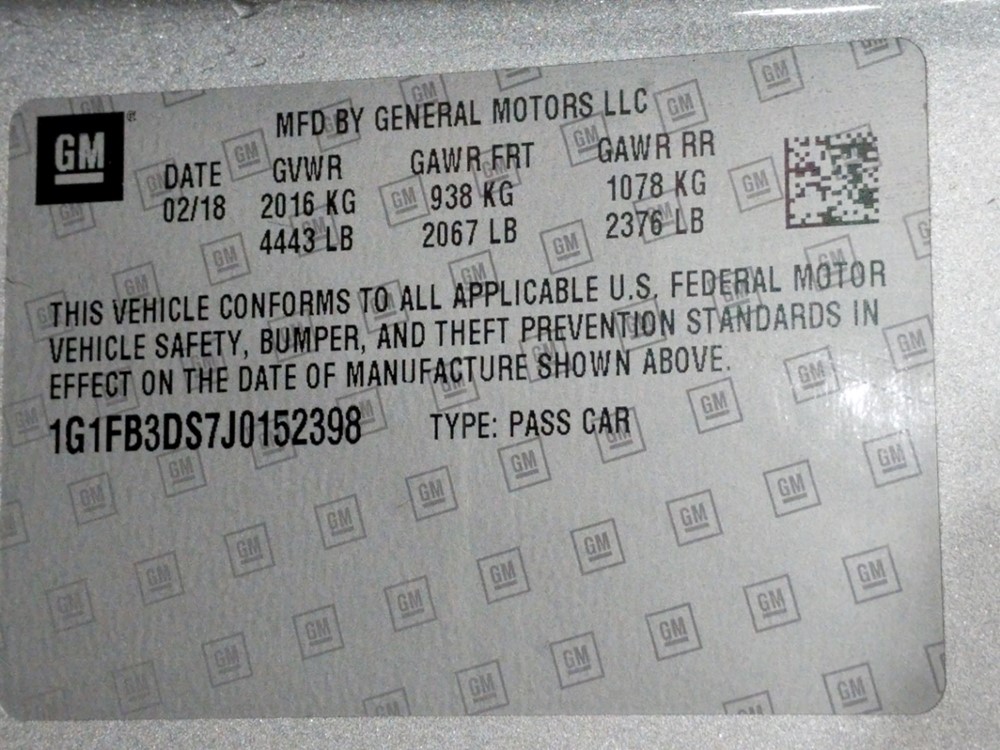 GM
MFD BY GENERAL MOTORS LLC
DATE GVWR GAWR FRT GAWR RR
02/18 2016 KG 938 KG 1078 KG
4443 LB 2067 LB 2376 LB
THIS VEHICLE CONFORMS TO ALL APPLICABLE U.S. FEDERAL MOTOR
VEHICLE SAFETY, BUMPER, AND THEFT PREVENTION STANDARDS IN
EFFECT ON THE DATE OF MANUFACTURE SHOWN ABOVE.
1G1FB3DS7J0152398 TYPE: PASS CAR